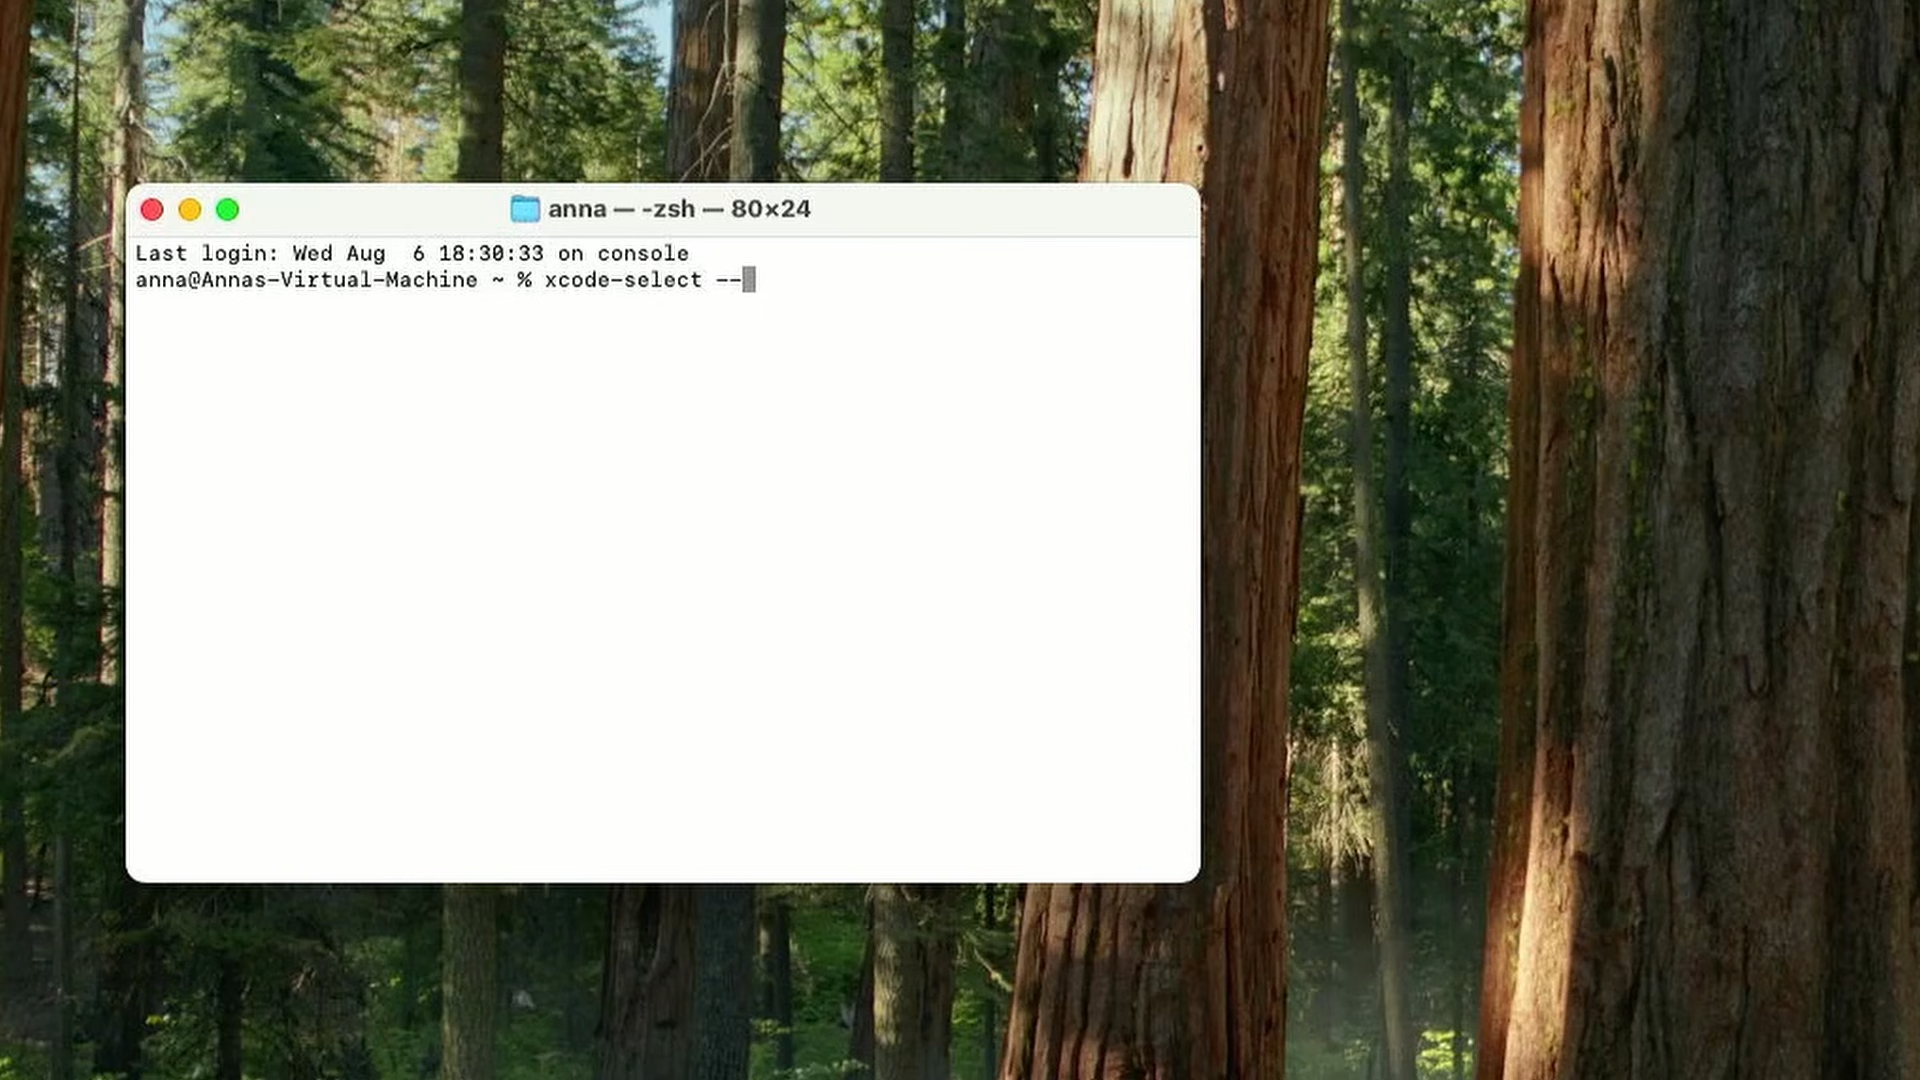 anna — -zsh — 80×24
Last login: Wed Aug  6 18:30:33 on console
anna@Annas-Virtual-Machine ~ % xcode-select --